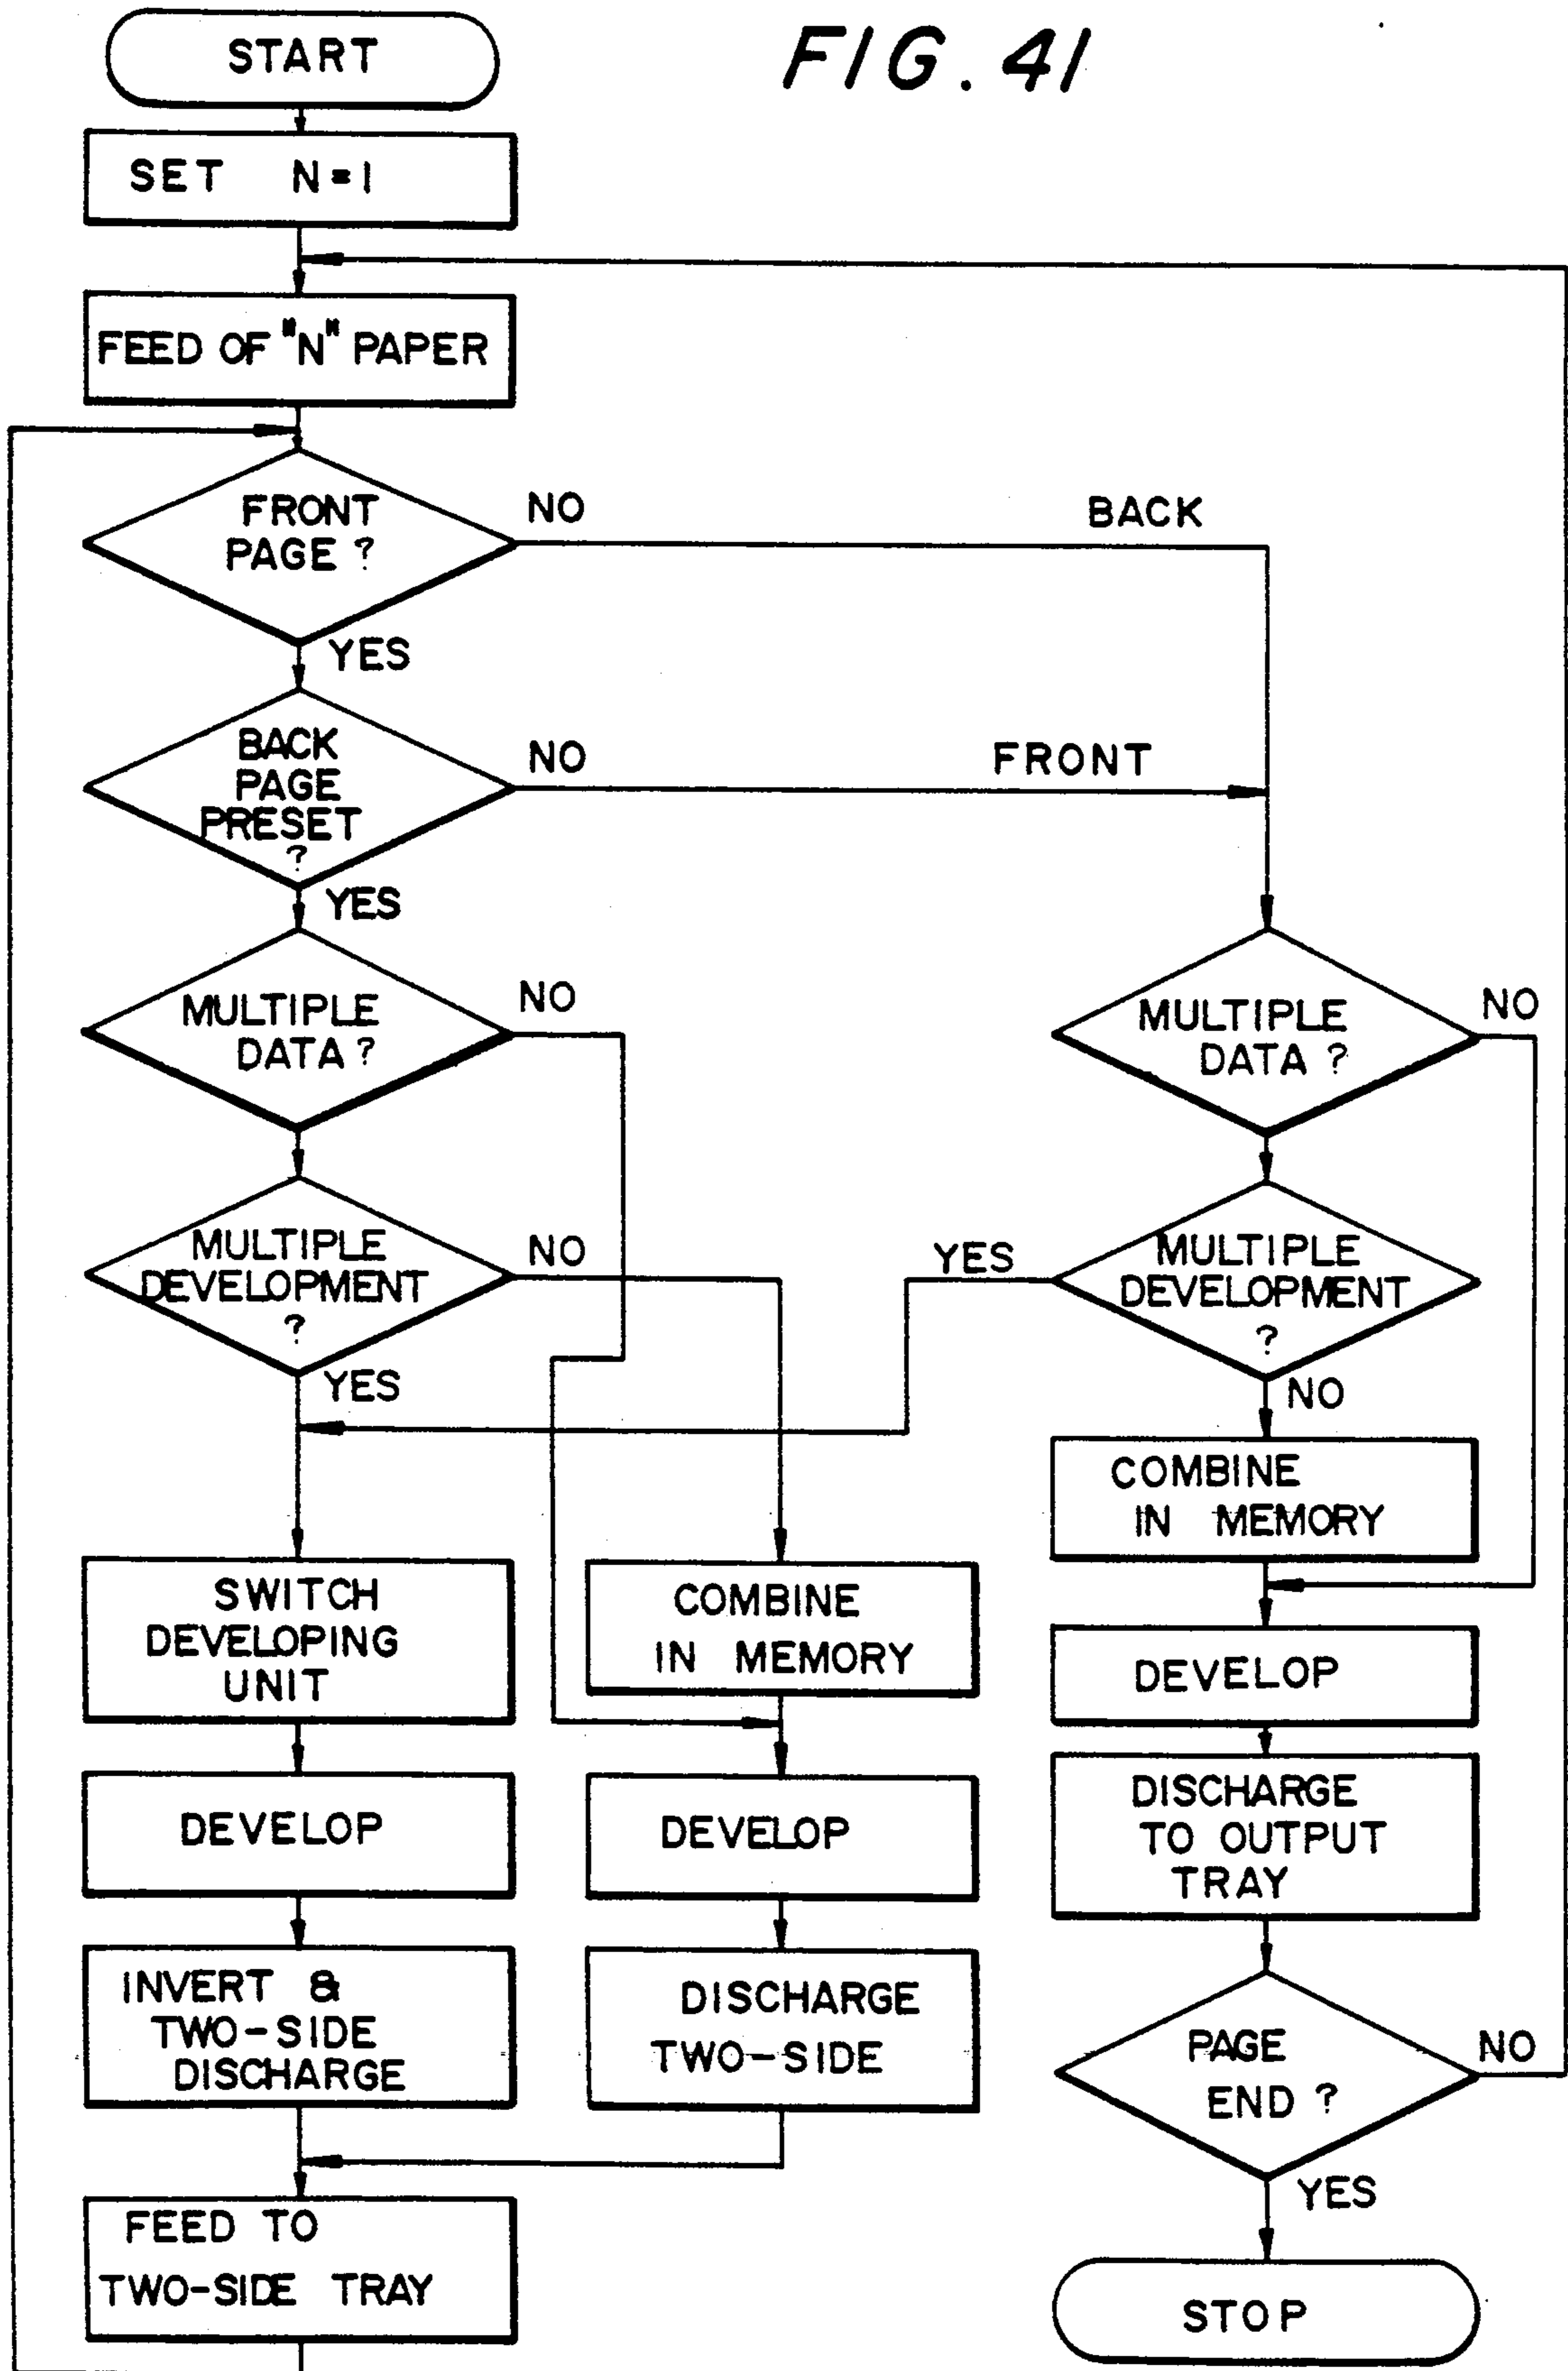 FIG. 41
START
SET N=1
FEED OF "N" PAPER
FRONT
PAGE ?
NO
BACK
YES
BACK
PAGE
PRESET
?
NO
FRONT
YES
MULTIPLE
DATA ?
NO
MULTIPLE
DATA ?
NO
MULTIPLE
DEVELOPMENT
?
NO
YES
YES
MULTIPLE
DEVELOPMENT
?
NO
COMBINE
IN MEMORY
SWITCH
DEVELOPING
UNIT
COMBINE
IN MEMORY
DEVELOP
DEVELOP
DEVELOP
DISCHARGE
TO OUTPUT
TRAY
INVERT &
TWO-SIDE
DISCHARGE
DISCHARGE
TWO-SIDE
PAGE
END ?
NO
YES
FEED TO
TWO-SIDE TRAY
STOP